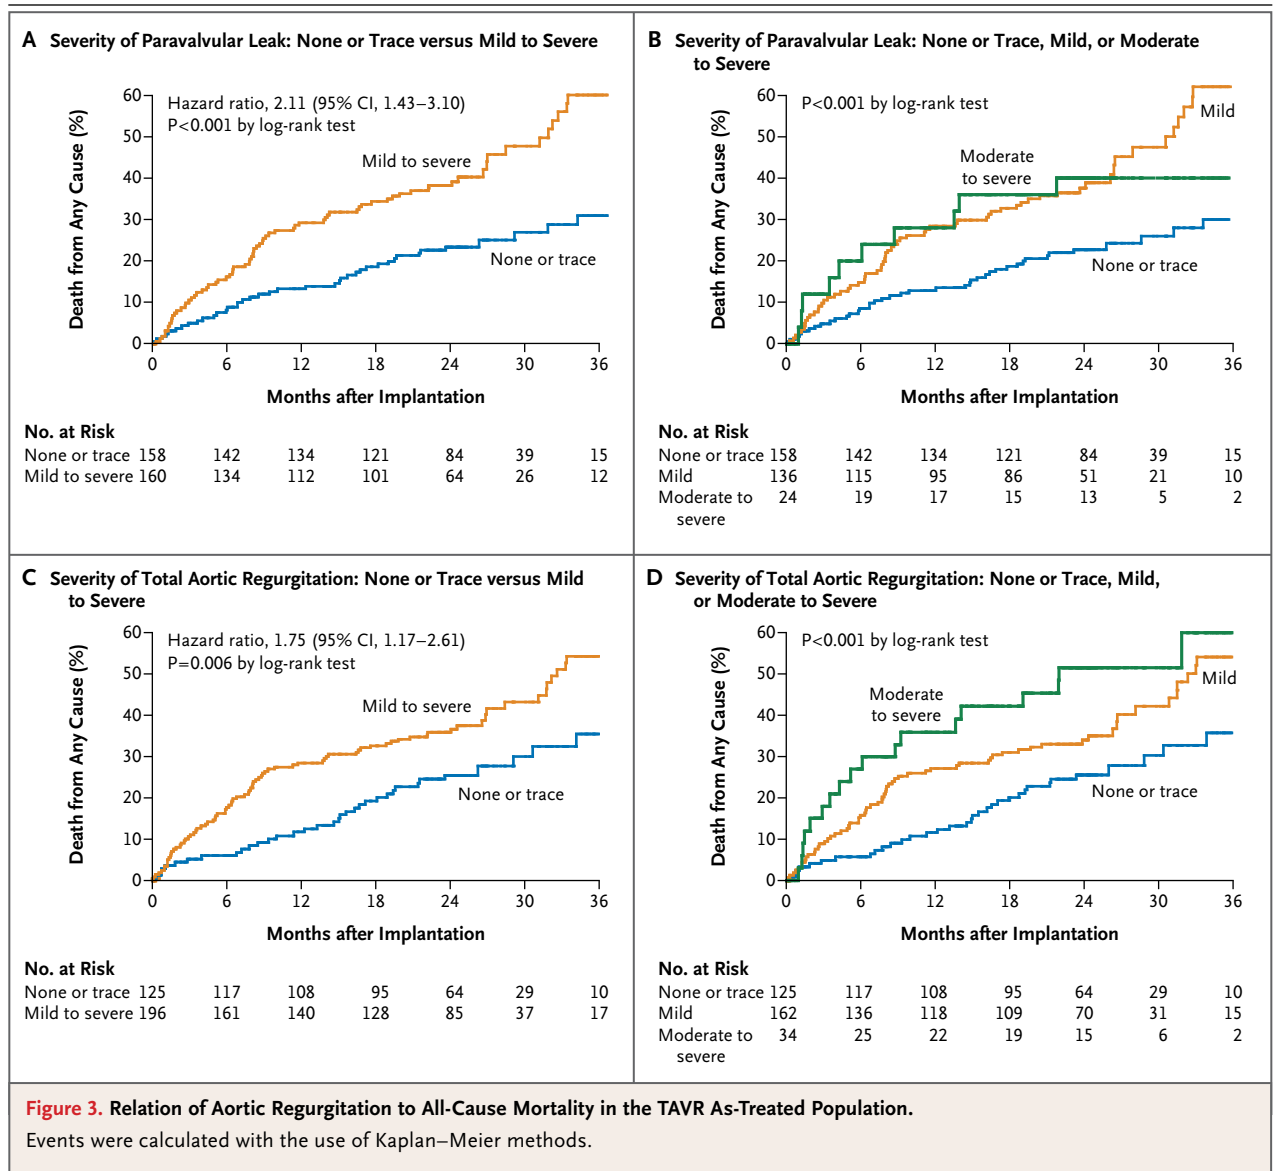 A Severity of Paravalvular Leak: None or Trace versus Mild to Severe
Death from Any Cause (%)
60
50
40
30
20
10
0
Hazard ratio, 2.11 (95% CI, 1.43–3.10)
P<0.001 by log-rank test
Mild to severe
None or trace
0 6 12 18 24 30 36
Months after Implantation
No. at Risk
None or trace 158 142 134 121 84 39 15
Mild to severe 160 134 112 101 64 26 12
B Severity of Paravalvular Leak: None or Trace, Mild, or Moderate
to Severe
Death from Any Cause (%)
60
50
40
30
20
10
0
P<0.001 by log-rank test
Mild
Moderate
to severe
None or trace
0 6 12 18 24 30 36
Months after Implantation
No. at Risk
None or trace 158 142 134 121 84 39 15
Mild 136 115 95 86 51 21 10
Moderate to 24 19 17 15 13 5 2
severe
C Severity of Total Aortic Regurgitation: None or Trace versus Mild
to Severe
Death from Any Cause (%)
60
50
40
30
20
10
0
Hazard ratio, 1.75 (95% CI, 1.17–2.61)
P=0.006 by log-rank test
Mild to severe
None or trace
0 6 12 18 24 30 36
Months after Implantation
No. at Risk
None or trace 125 117 108 95 64 29 10
Mild to severe 196 161 140 128 85 37 17
D Severity of Total Aortic Regurgitation: None or Trace, Mild,
or Moderate to Severe
Death from Any Cause (%)
60
50
40
30
20
10
0
P<0.001 by log-rank test
Mild
Moderate
to severe
None or trace
0 6 12 18 24 30 36
Months after Implantation
No. at Risk
None or trace 125 117 108 95 64 29 10
Mild 162 136 118 109 70 31 15
Moderate to 34 25 22 19 15 6 2
severe
Figure 3. Relation of Aortic Regurgitation to All-Cause Mortality in the TAVR As-Treated Population.
Events were calculated with the use of Kaplan–Meier methods.